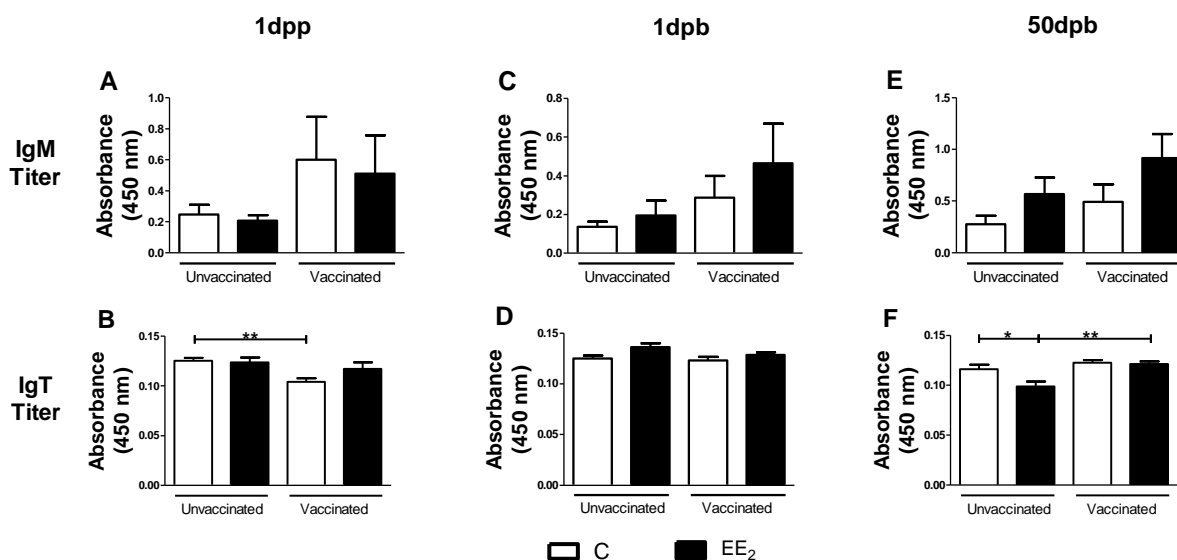 1dpp 1dpb 50dpb
A C E
IgM
Titer
Absorbance
(450 nm)
1.0
0.8
0.6
0.4
0.2
0.0
Unvaccinated Vaccinated
Absorbance
(450 nm)
0.8
0.6
0.4
0.2
0.0
Unvaccinated Vaccinated
Absorbance
(450 nm)
1.5
1.0
0.5
0.0
Unvaccinated Vaccinated
B D F
IgT
Titer
Absorbance
(450 nm)
0.15
0.10
0.05
0.00
**
Unvaccinated Vaccinated
Absorbance
(450 nm)
0.15
0.10
0.05
0.00
Unvaccinated Vaccinated
Absorbance
(450 nm)
0.15
0.10
0.05
0.00
* **
Unvaccinated Vaccinated
C EE₂